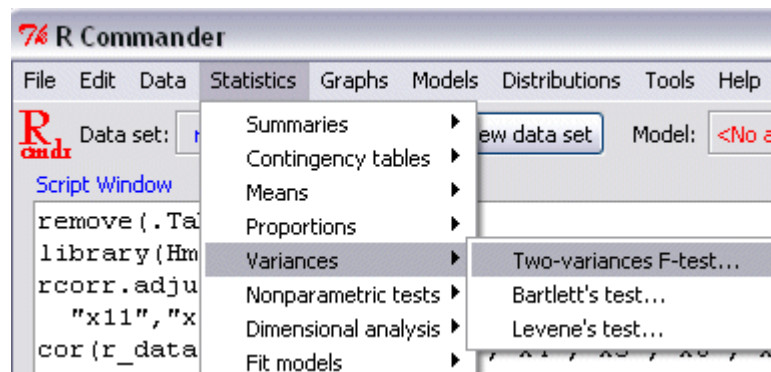 R Commander
File Edit Data Statistics Graphs Models Distributions Tools Help
R cmdr Data set: ew data set Model: <No a
Script Window
Summaries
Contingency tables
Means
Proportions
Variances
Nonparametric tests
Dimensional analysis
Fit models
Two-variances F-test...
Bartlett's test...
Levene's test...
remove(.Ta
library(Hm
rcorr.adju
"x11","x
cor(r_data